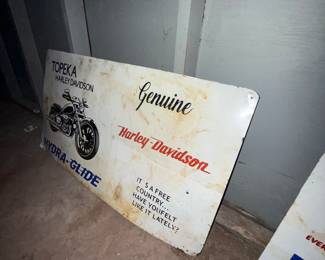 TOPEKA
HARLEY DAVIDSON
HYDRA-GLIDE
Genuine
Harley-Davidson
IT'S A FREE
COUNTRY...
HAVE YOU FELT
LIKE IT LATELY?